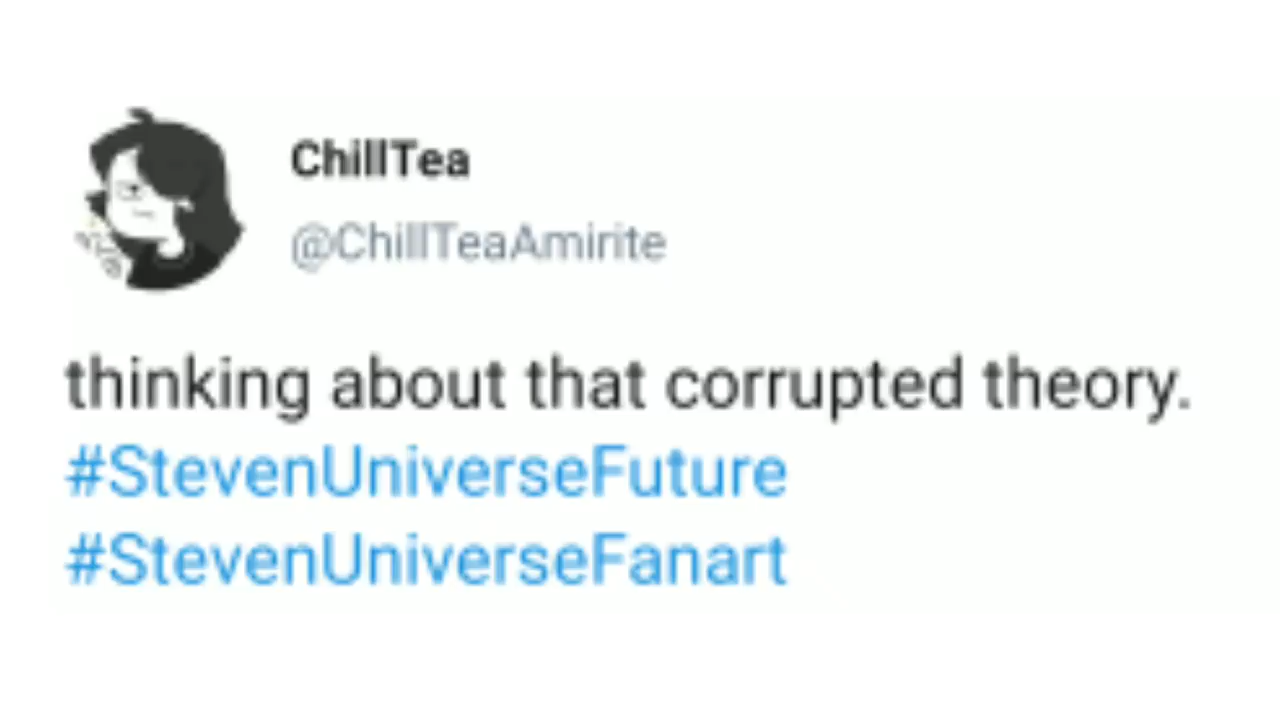 ChillTea
@ChillTeaAmirite
thinking about that corrupted theory.
#StevenUniverseFuture
#StevenUniverseFanart